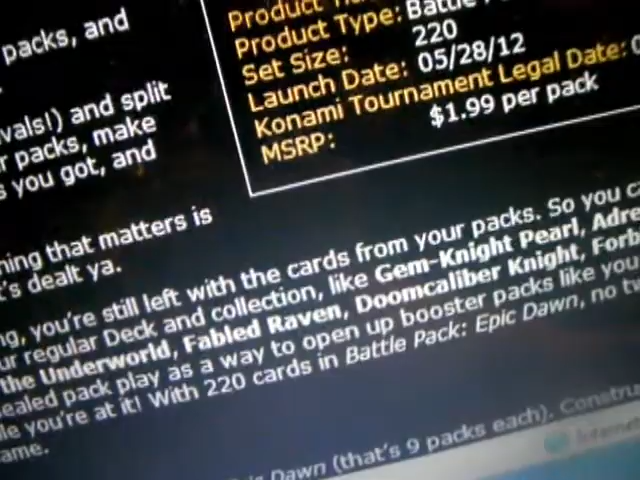 packs, and
vals!) and split
r packs, make
s you got, and
ning that matters is
t's dealt ya.
Product
Product Type: Battle
Set Size: 220
Launch Date: 05/28/12
Konami Tournament Legal Date:
MSRP: $1.99 per pack
ng, you're still left with the cards from your packs. So you
ur regular Deck and collection, like Gem-Knight Pearl, Adre
the Underworld, Fabled Raven, Doomcaliber Knight, Forb
ealed pack play as a way to open up booster packs like you
le you're at it! With 220 cards in Battle Pack: Epic Dawn, no tw
ame.
Dawn (that's 9 packs each). Constru
Internet